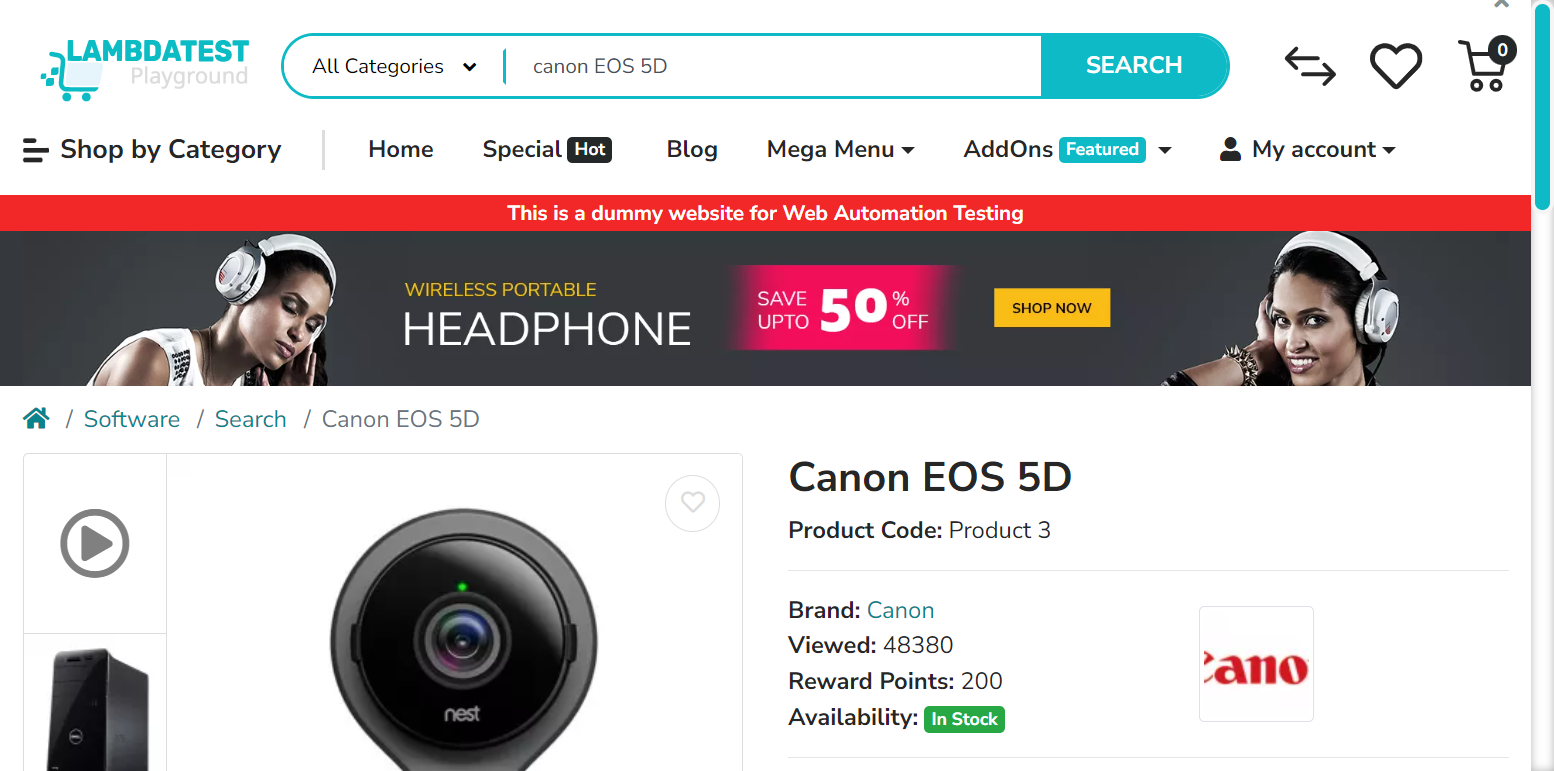 LAMBDATEST
Playground
All Categories
canon EOS 5D
SEARCH
0
Shop by Category
Home
Special Hot
Blog
Mega Menu
AddOns Featured
My account
This is a dummy website for Web Automation Testing
WIRELESS PORTABLE
HEADPHONE
SAVE
UPTO
50
%
OFF
SHOP NOW
/ Software / Search / Canon EOS 5D
nest
DELL
Canon EOS 5D
Product Code: Product 3
Brand: Canon
Viewed: 48380
Reward Points: 200
Availability: In Stock
Cano